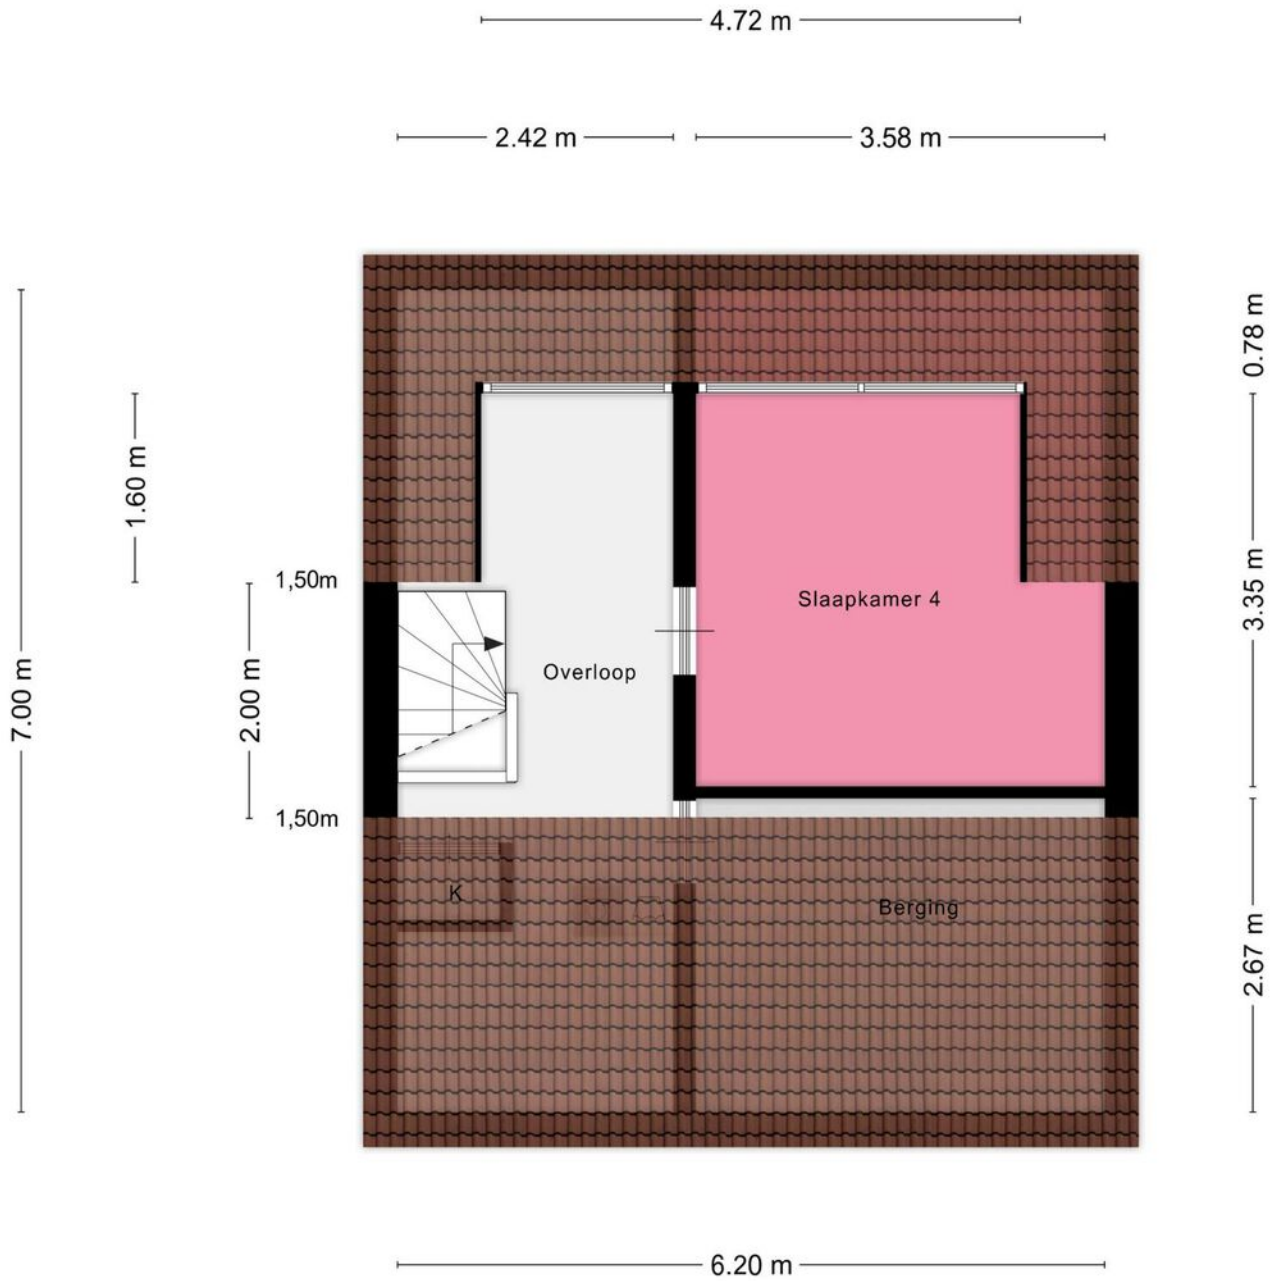 4.72 m
2.42 m
3.58 m
0.78 m
1.60 m
1,50m
3.35 m
Slaapkamer 4
Overloop
7.00 m
2.00 m
1,50m
K
Berging
2.67 m
6.20 m